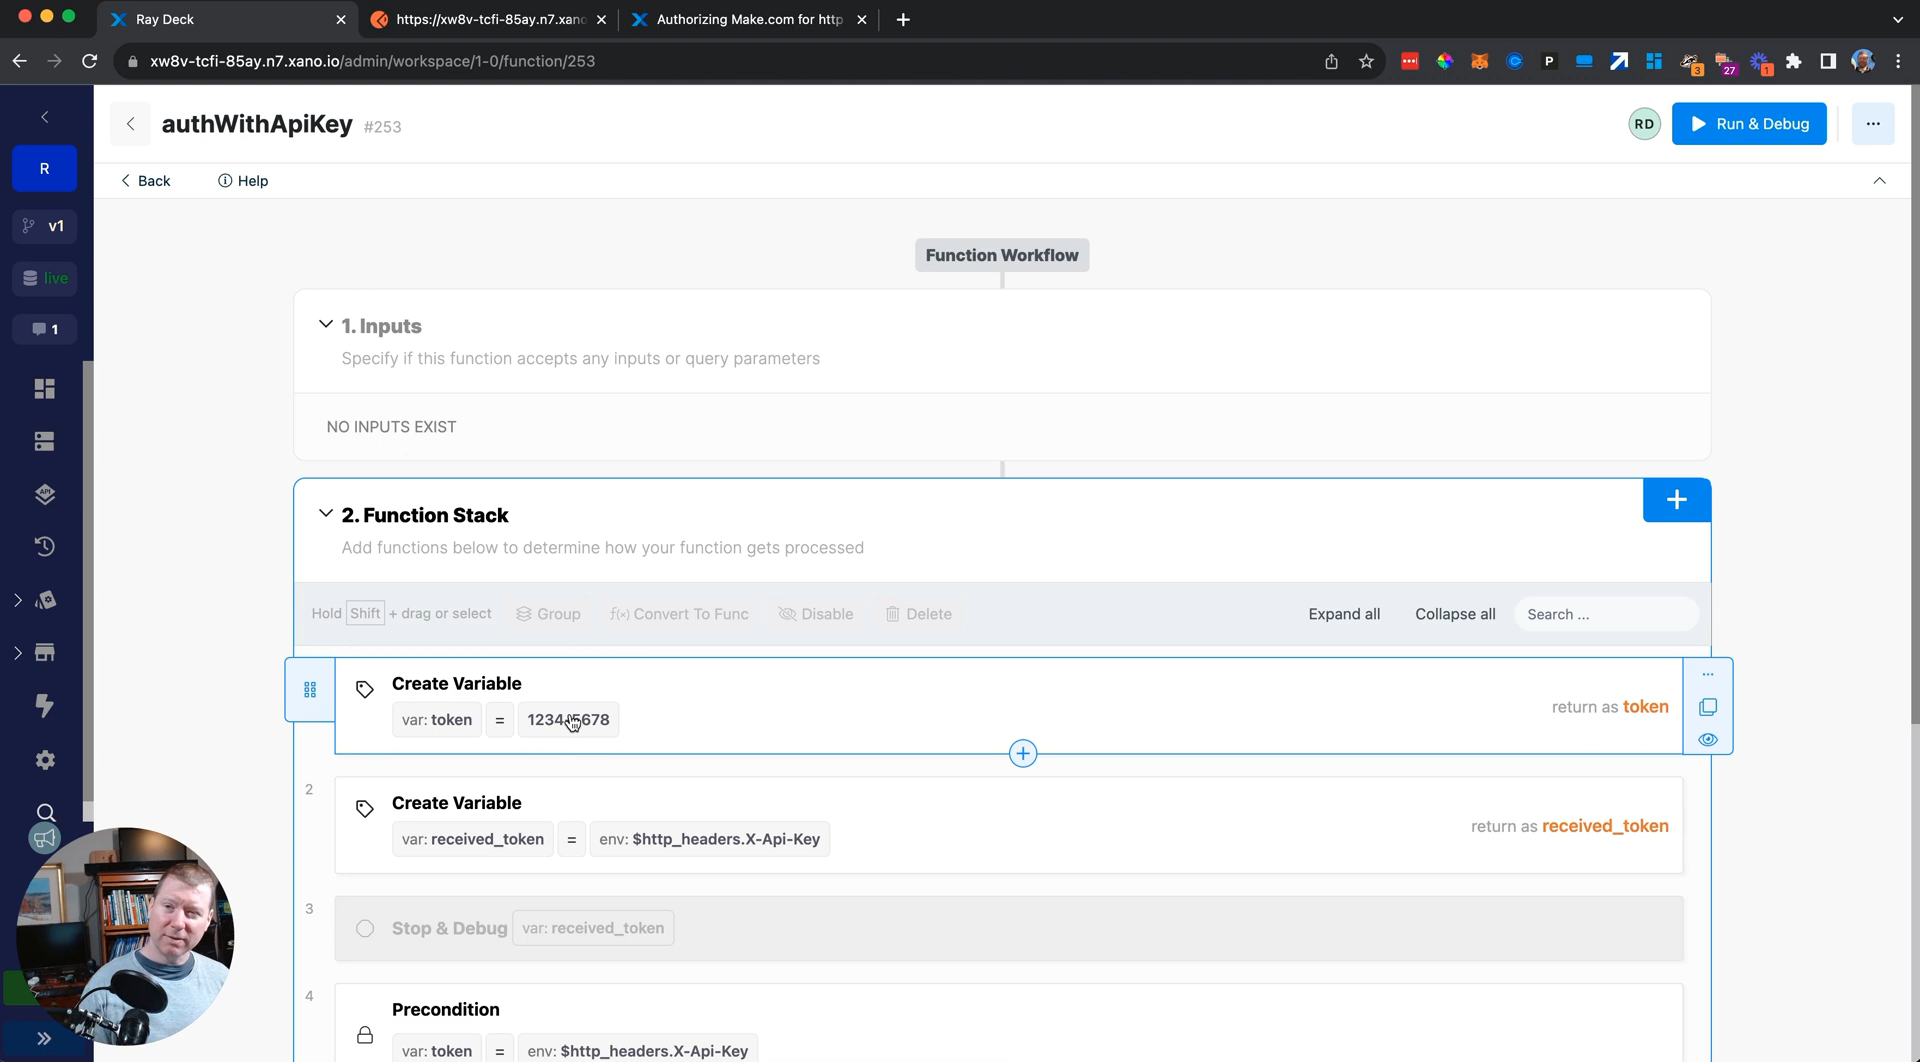 Ray Deck
https://xw8v-tcfi-85ay.n7.xano
Authorizing Make.com for http
xw8v-tcfi-85ay.n7.xano.io/admin/workspace/1-0/function/253
P
3
27
1
R
v1
live
1
authWithApiKey #253
RD
Run & Debug
Back
Help
Function Workflow
1. Inputs
Specify if this function accepts any inputs or query parameters
NO INPUTS EXIST
2. Function Stack
Add functions below to determine how your function gets processed
Hold Shift + drag or select
Group
f(x) Convert To Func
Disable
Delete
Expand all
Collapse all
Search ...
Create Variable
var: token = 12345678
return as token
2
Create Variable
var: received_token = env: $http_headers.X-Api-Key
return as received_token
3
Stop & Debug var: received_token
4
Precondition
var: token = env: $http_headers.X-Api-Key